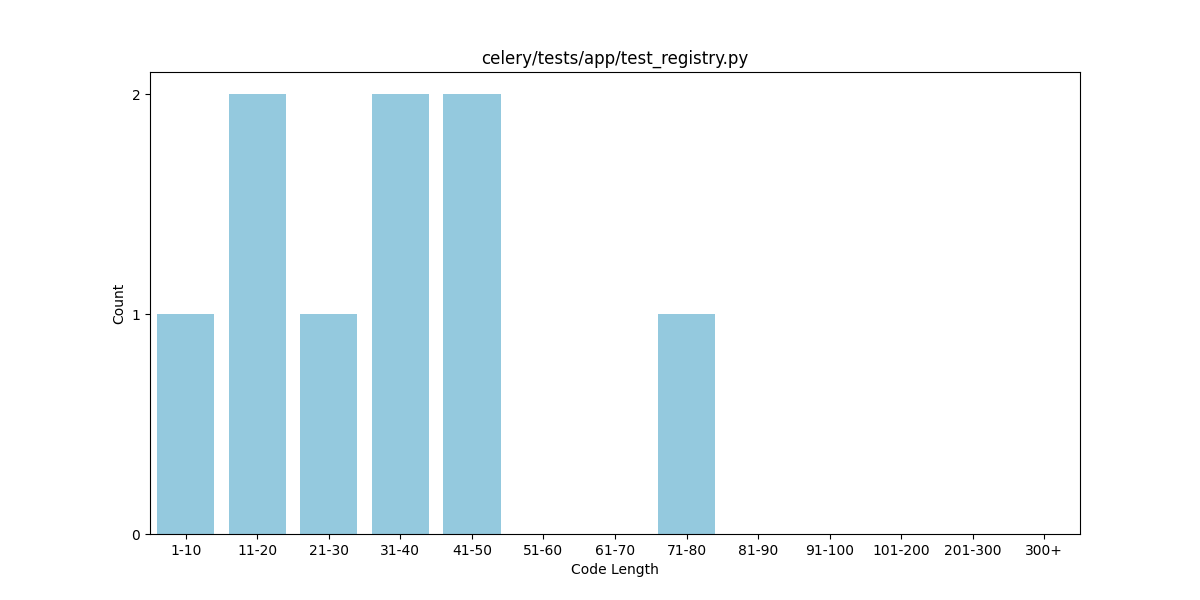 celery/tests/app/test_registry.py
Count
2
1
0
1-10 11-20 21-30 31-40 41-50 51-60 61-70 71-80 81-90 91-100 101-200 201-300 300+
Code Length